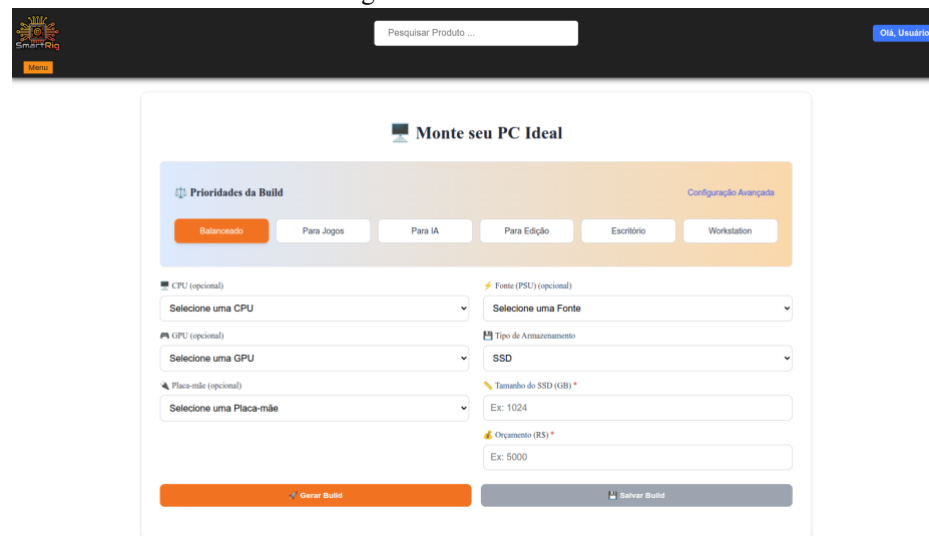 SmartRig
Pesquisar Produto ...
Olá, Usuário
Menu
Monte seu PC Ideal
Prioridades da Build
Configuração Avançada
Balanceado
Para Jogos
Para IA
Para Edição
Escritório
Workstation
CPU (opcional)
Selecione uma CPU
GPU (opcional)
Selecione uma GPU
Placa-mãe (opcional)
Selecione uma Placa-mãe
Fonte (PSU) (opcional)
Selecione uma Fonte
Tipo de Armazenamento
SSD
Tamanho do SSD (GB) *
Ex: 1024
Orçamento (R$) *
Ex: 5000
Gerar Build
Salvar Build